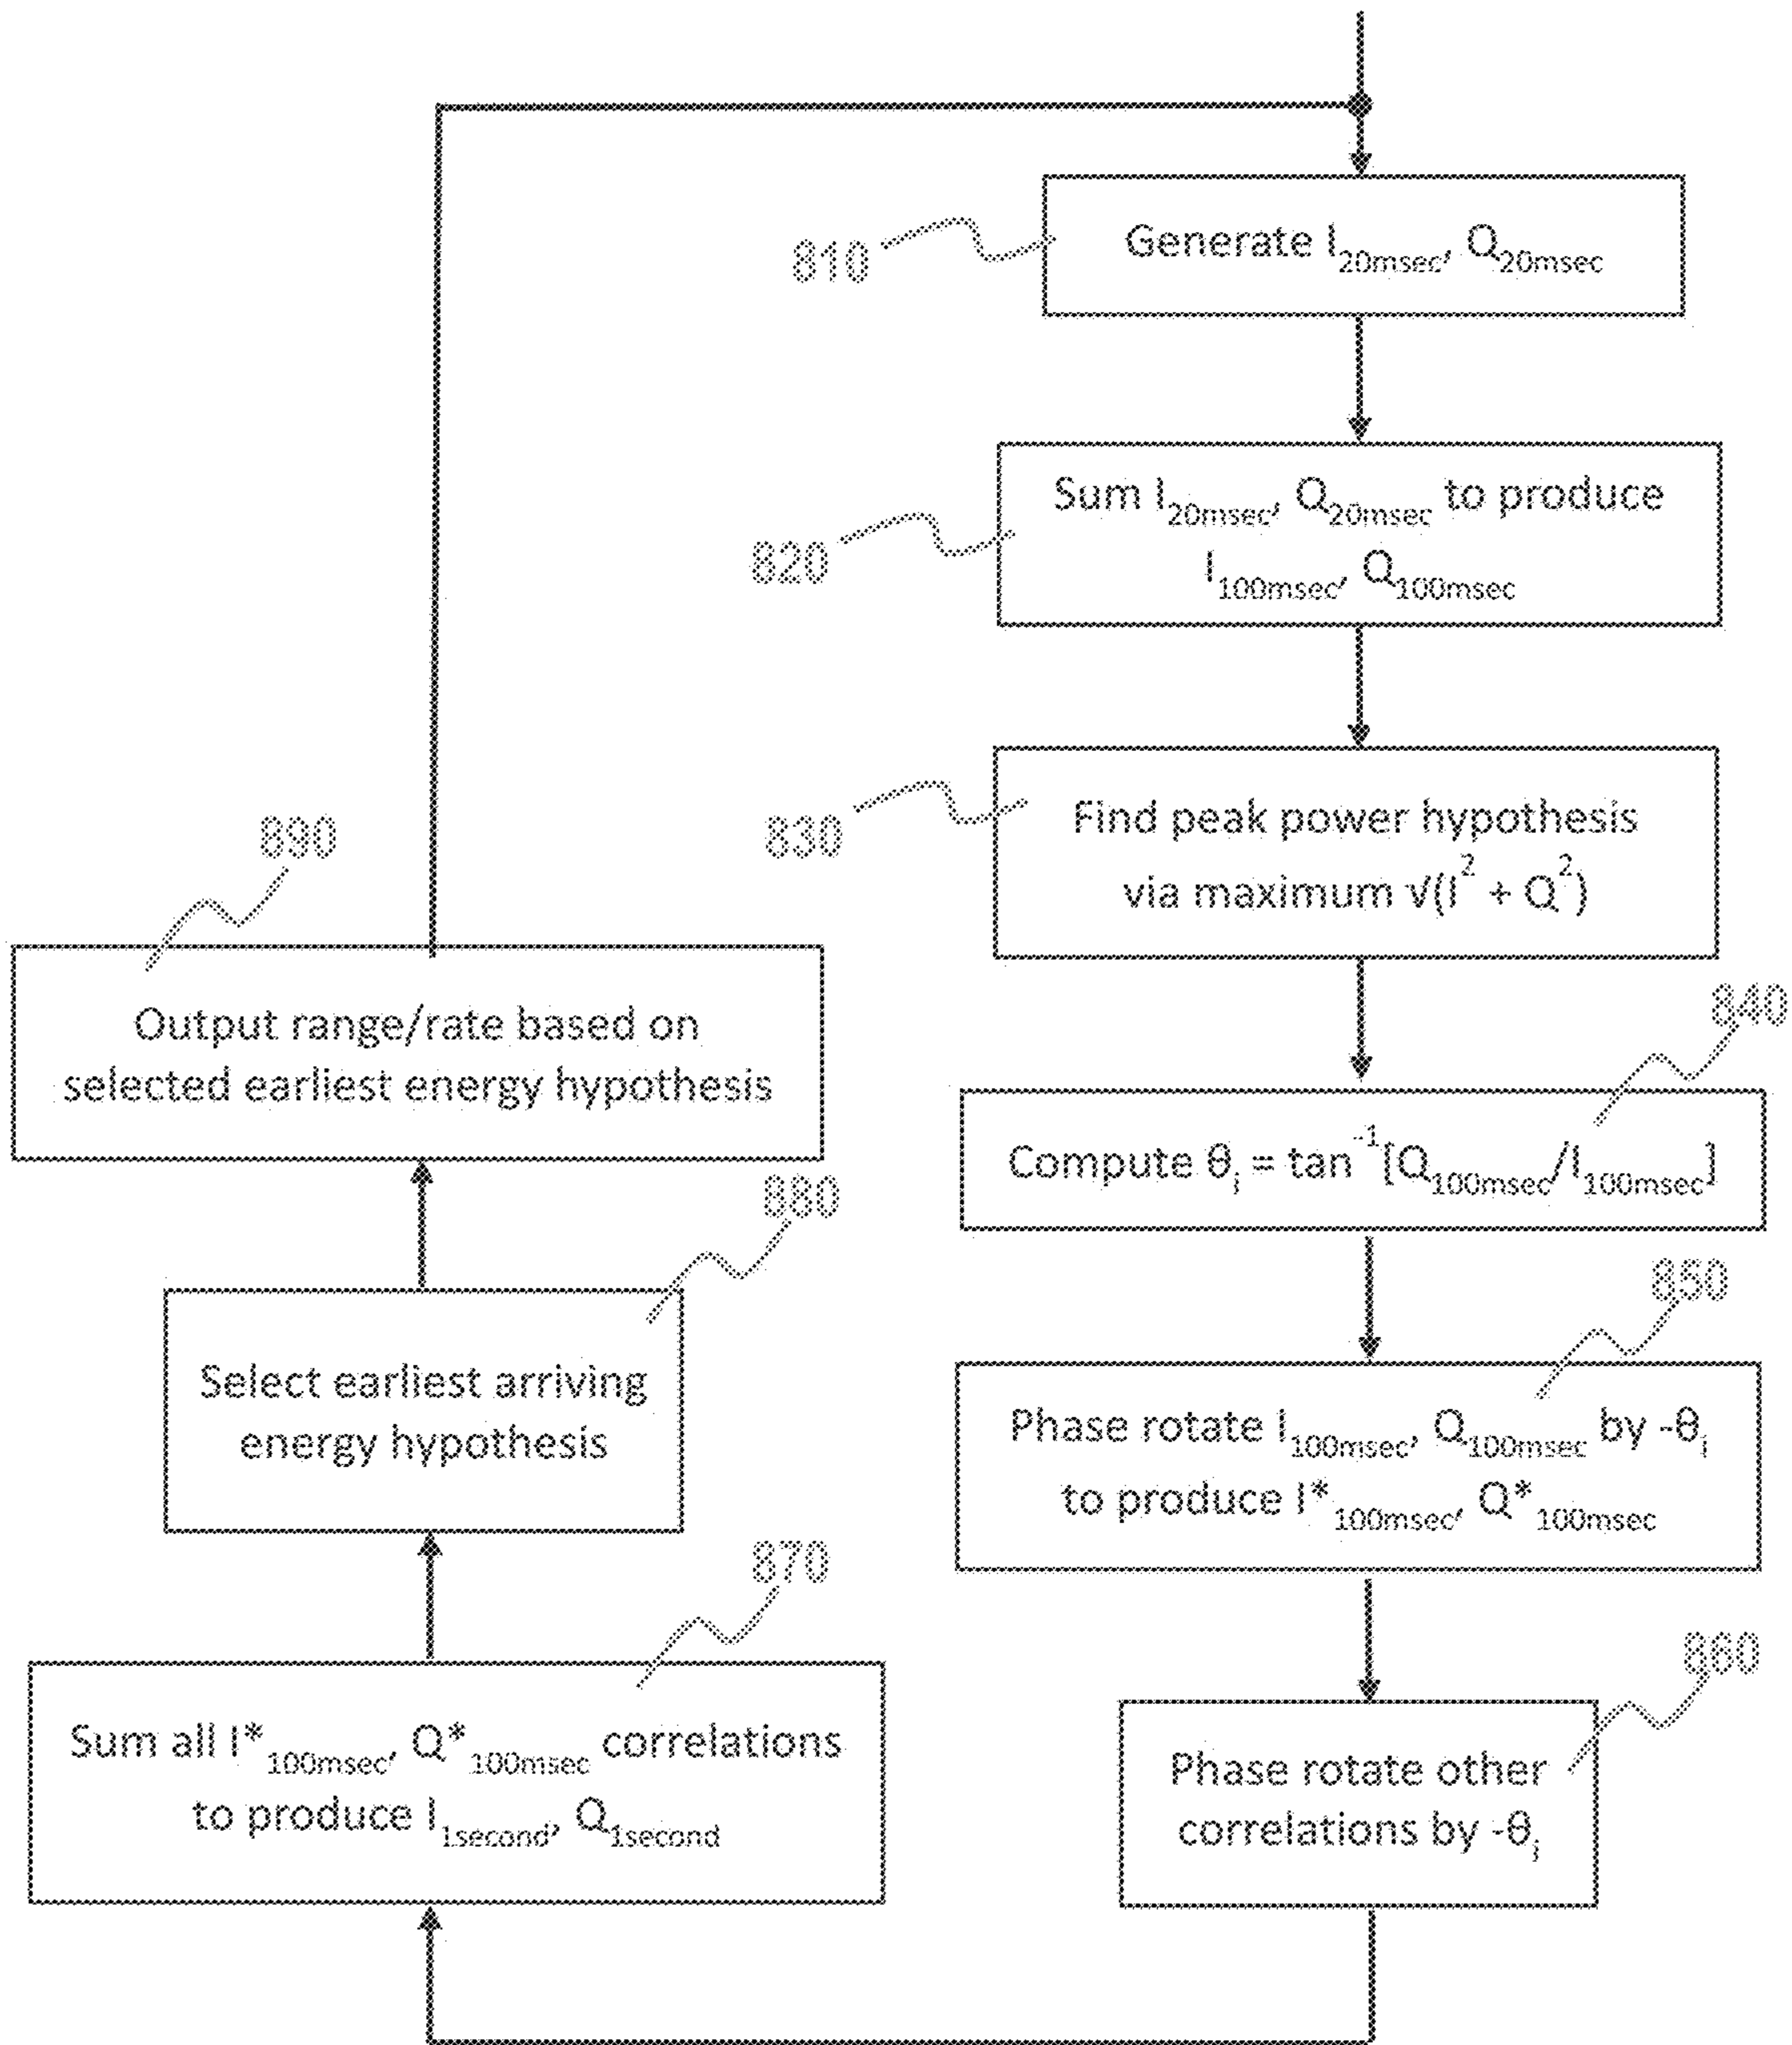 810
Generate I20msec, Q20msec
820
Sum I20msec, Q20msec to produce
I100msec, Q100msec
830
Find peak power hypothesis
via maximum √(I² + Q²)
840
Compute θi = tan⁻¹[Q100msec/I100msec]
850
Phase rotate I100msec, Q100msec by -θi
to produce I*100msec, Q*100msec
860
Phase rotate other
correlations by -θi
870
Sum all I*100msec, Q*100msec correlations
to produce I1second, Q1second
880
Select earliest arriving
energy hypothesis
890
Output range/rate based on
selected earliest energy hypothesis